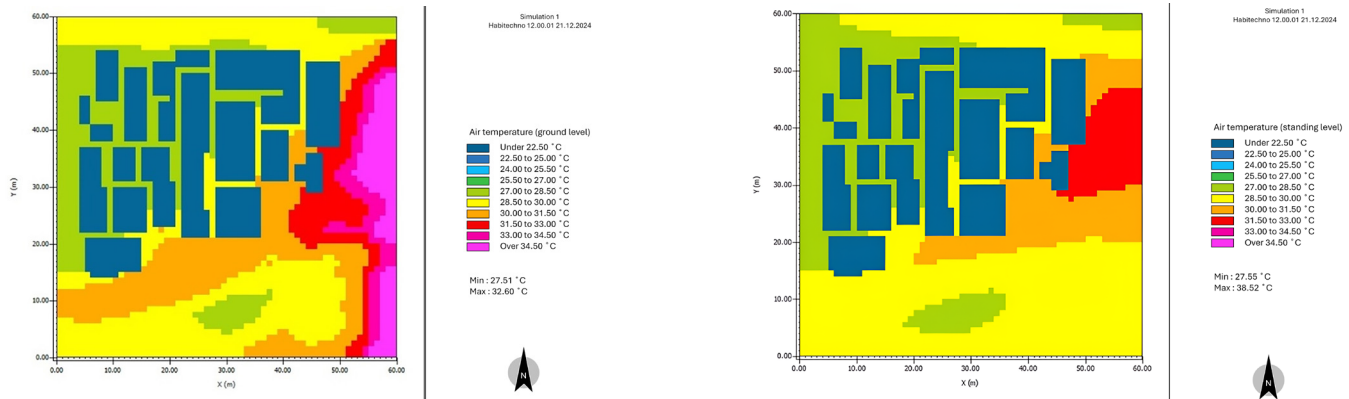 Simulation 1
Habitechno 12.00.01 21.12.2024
60.00
50.00
40.00
30.00
20.00
10.00
0.00
Y (m)
0.00 10.00 20.00 30.00 40.00 50.00 60.00
X (m)
Air temperature (ground level)
Under 22.50 ˚C
22.50 to 25.00 ˚C
24.00 to 25.50 ˚C
25.50 to 27.00 ˚C
27.00 to 28.50 ˚C
28.50 to 30.00 ˚C
30.00 to 31.50 ˚C
31.50 to 33.00 ˚C
33.00 to 34.50 ˚C
Over 34.50 ˚C
Min : 27.51 ˚C
Max : 32.60 ˚C
N
Simulation 1
Habitechno 12.00.01 21.12.2024
60.00
50.00
40.00
30.00
20.00
10.00
0.00
Y (m)
0.00 10.00 20.00 30.00 40.00 50.00 60.00
X (m)
Air temperature (standing level)
Under 22.50 ˚C
22.50 to 25.00 ˚C
24.00 to 25.50 ˚C
25.50 to 27.00 ˚C
27.00 to 28.50 ˚C
28.50 to 30.00 ˚C
30.00 to 31.50 ˚C
31.50 to 33.00 ˚C
33.00 to 34.50 ˚C
Over 34.50 ˚C
Min : 27.55 ˚C
Max : 38.52 ˚C
N